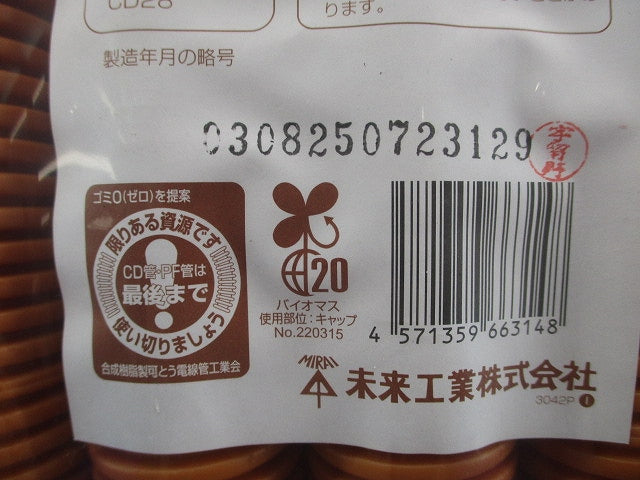 CD28
ります。
製造年月の略号
0308250723129
ゴミ0(ゼロ)を提案
限りある資源です
CD管・PF管は
最後まで
使い切りましょう
合成樹脂製可とう電線管工業会
20
バイオマス
使用部位:キャップ
No.220315
4 571359 663148
MIRAI
未来工業株式会社
3042P